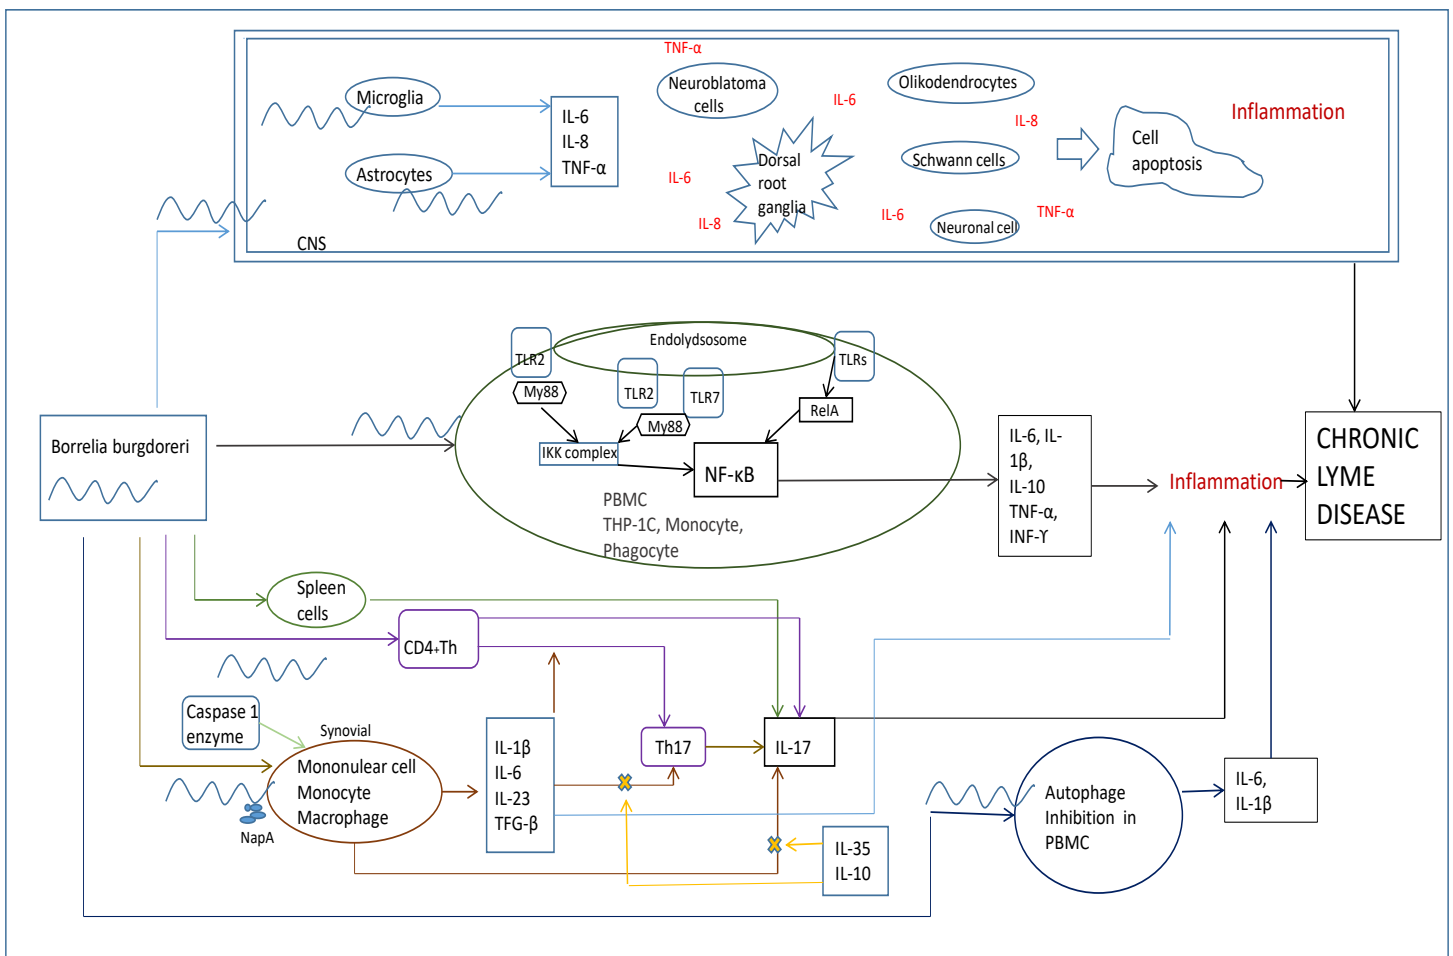 TNF-α
Microglia
IL-6
IL-8
TNF-α
Astrocytes
CNS
Neuroblatoma
cells
IL-6
Dorsal
root
ganglia
IL-6
IL-8
Olikodendrocytes
IL-8
Schwann cells
IL-6
TNF-α
Neuronal cell
Cell
apoptosis
Inflammation
Endolydsosome
TLR2
My88
TLR2
TLR7
My88
TLRs
RelA
IKK complex
NF-κB
PBMC
THP-1C, Monocyte,
Phagocyte
Borrelia burgdoreri
IL-6, IL-
1β,
IL-10
TNF-α,
INF-ϒ
Inflammation
CHRONIC
LYME
DISEASE
Spleen
cells
CD4+Th
Caspase 1
enzyme
Synovial
Mononulear cell
Monocyte
Macrophage
NapA
IL-1β
IL-6
IL-23
TFG-β
Th17
IL-17
IL-35
IL-10
Autophage
Inhibition in
PBMC
IL-6,
IL-1β